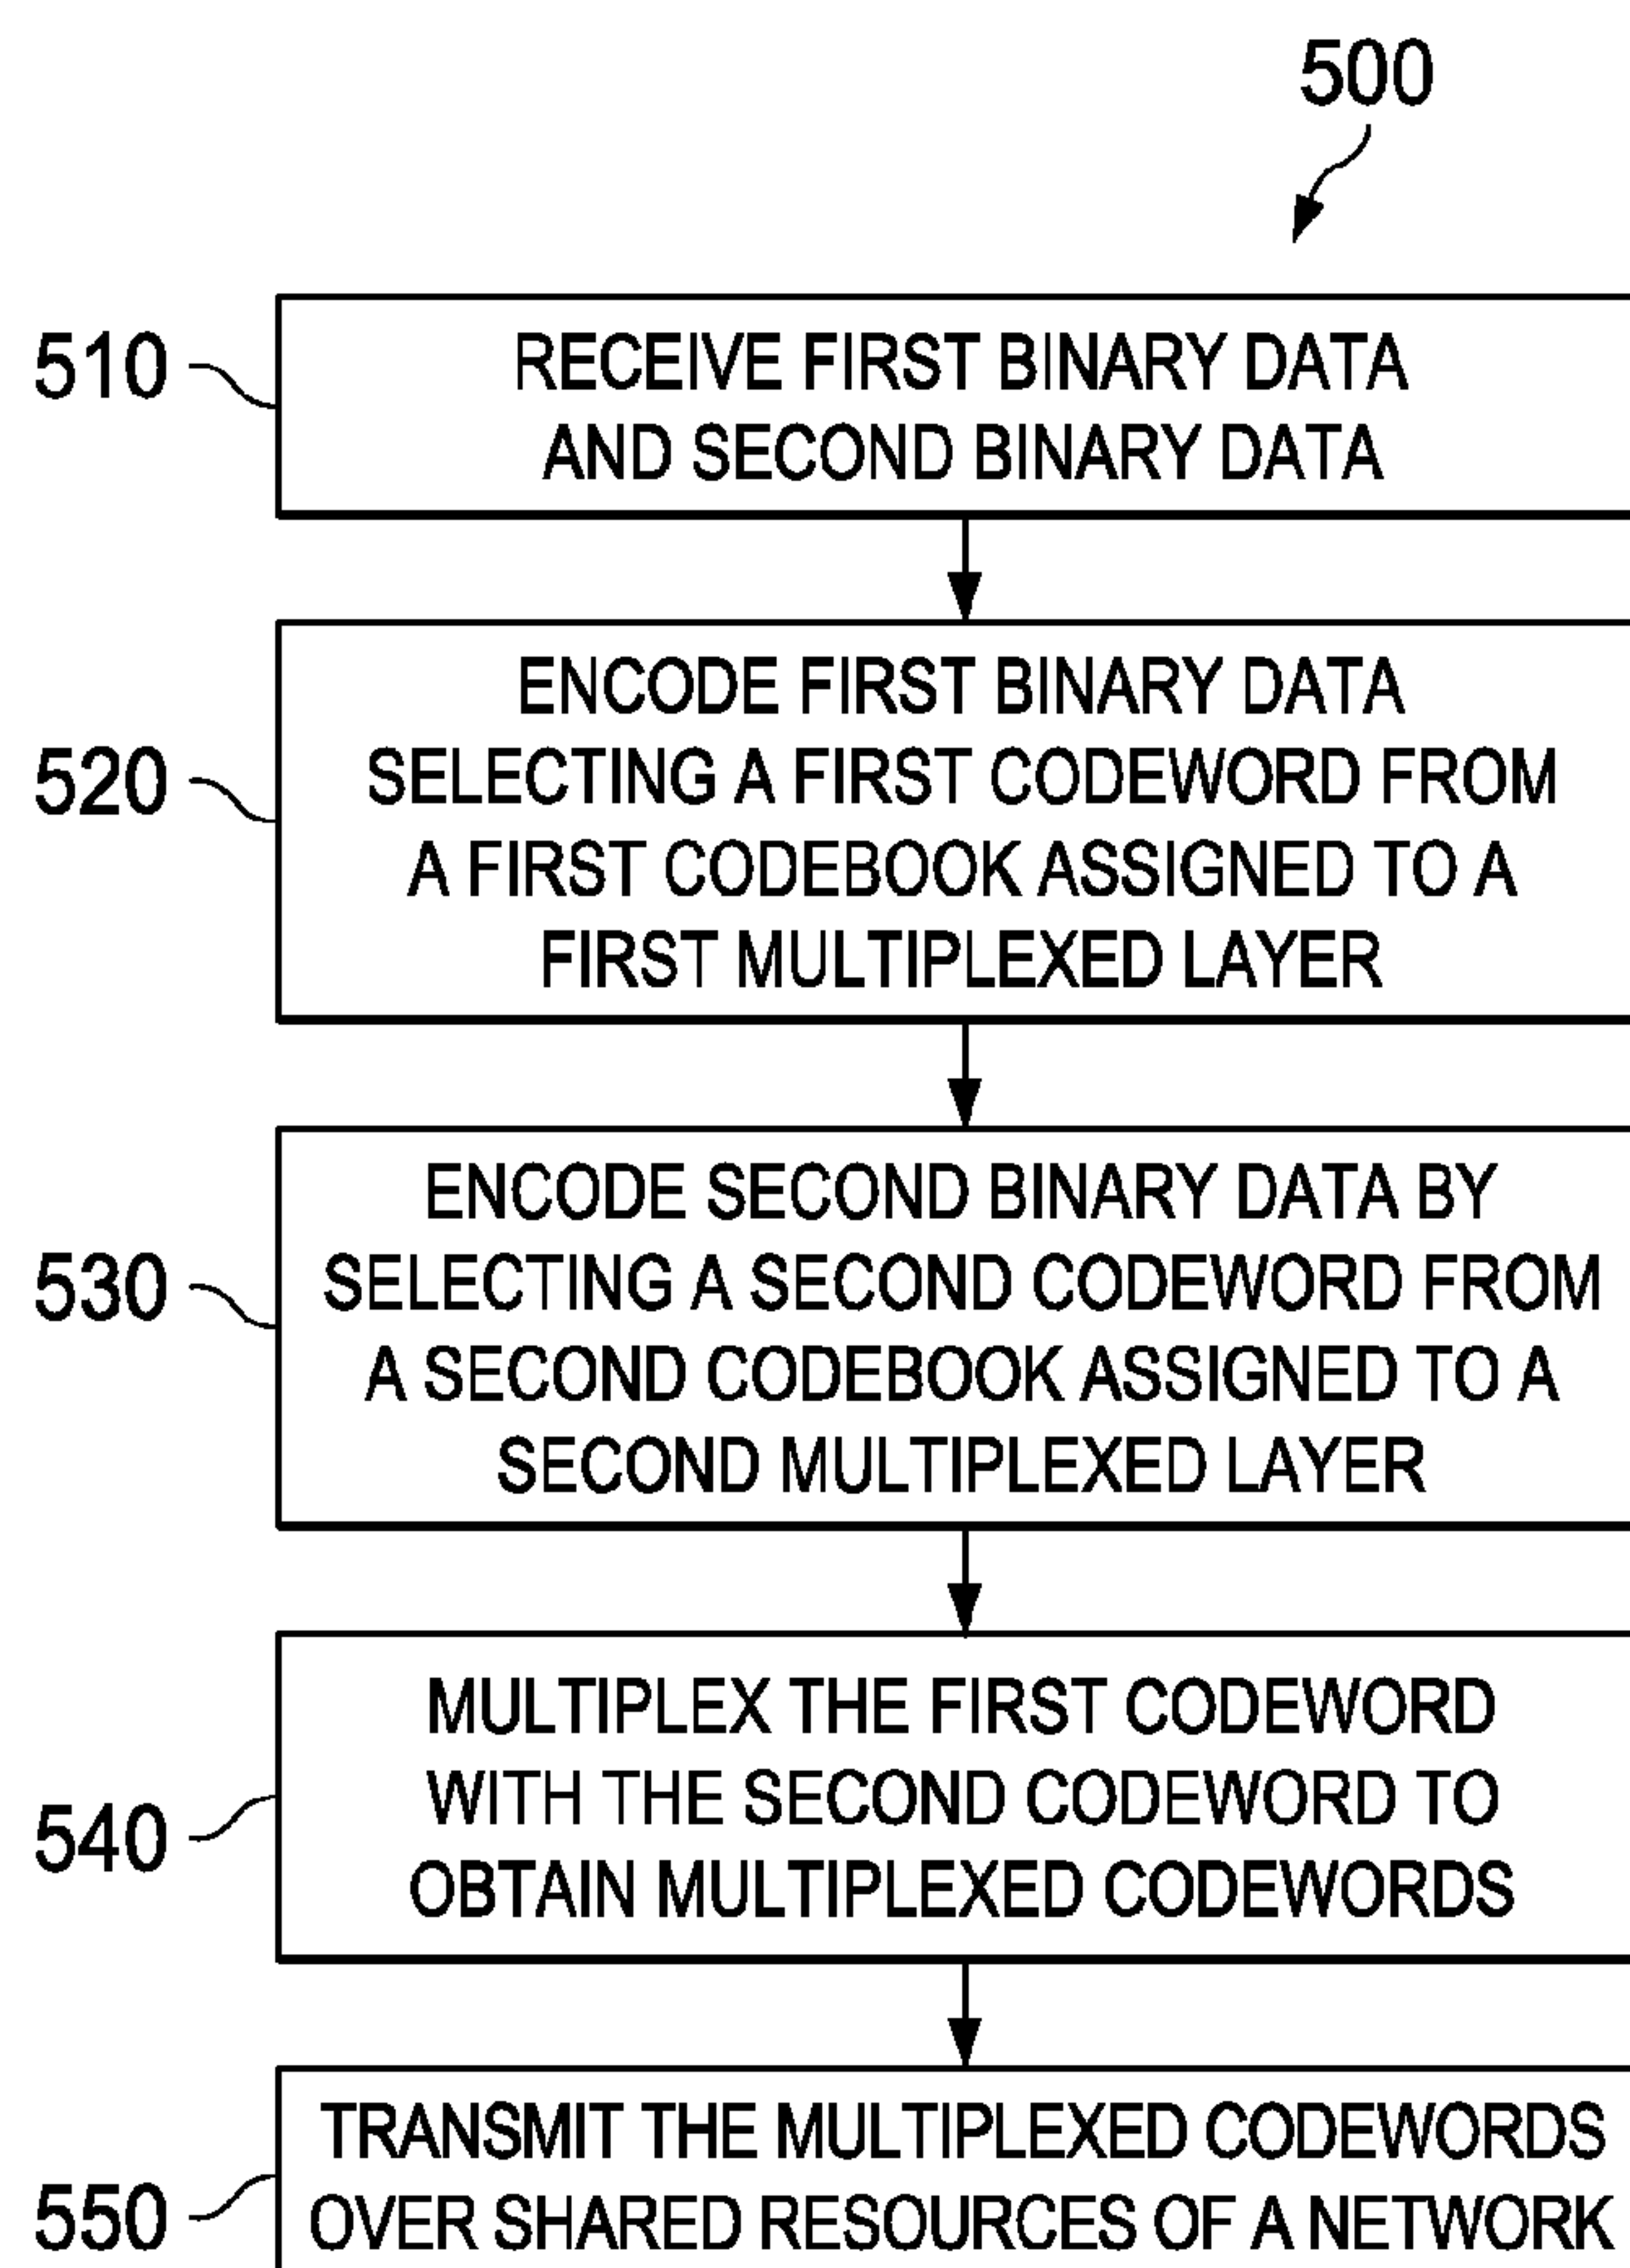 500
510
RECEIVE FIRST BINARY DATA
AND SECOND BINARY DATA
520
ENCODE FIRST BINARY DATA
SELECTING A FIRST CODEWORD FROM
A FIRST CODEBOOK ASSIGNED TO A
FIRST MULTIPLEXED LAYER
530
ENCODE SECOND BINARY DATA BY
SELECTING A SECOND CODEWORD FROM
A SECOND CODEBOOK ASSIGNED TO A
SECOND MULTIPLEXED LAYER
540
MULTIPLEX THE FIRST CODEWORD
WITH THE SECOND CODEWORD TO
OBTAIN MULTIPLEXED CODEWORDS
550
TRANSMIT THE MULTIPLEXED CODEWORDS
OVER SHARED RESOURCES OF A NETWORK